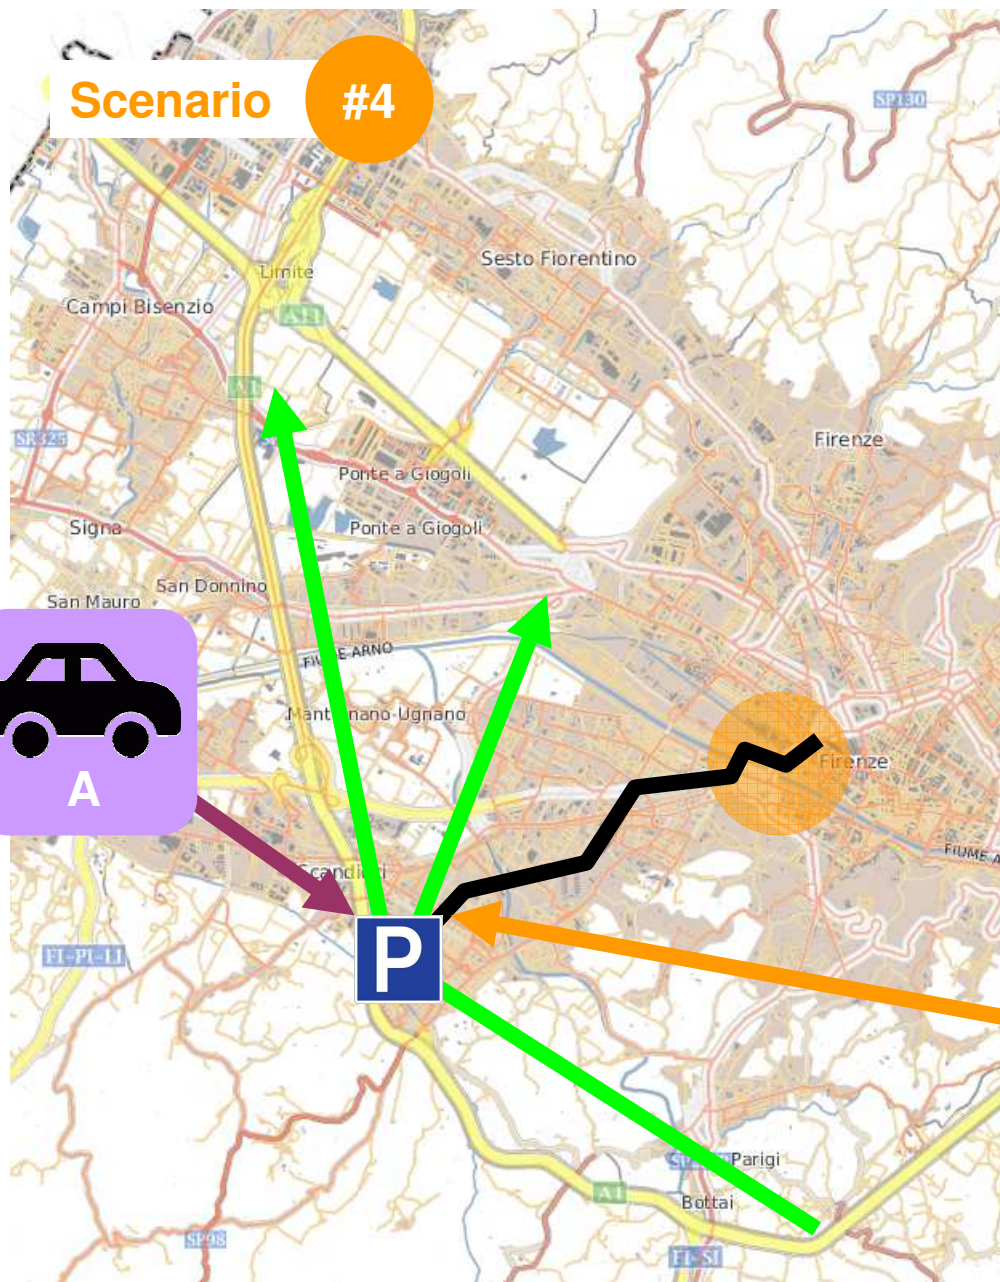 Scenario #4
SP130
Sesto Fiorentino
Limite
Campi Bisenzio
A11
A1
SR325
Firenze
Ponte a Giogoli
Signa
Ponte a Giogoli
San Donnino
San Mauro
FIUME ARNO
Mantignano-Ugnano
Firenze
A
FIUME A
Scandicci
P
FI-PI-LI
Parigi
A1
Bottai
SP98
FI-SI